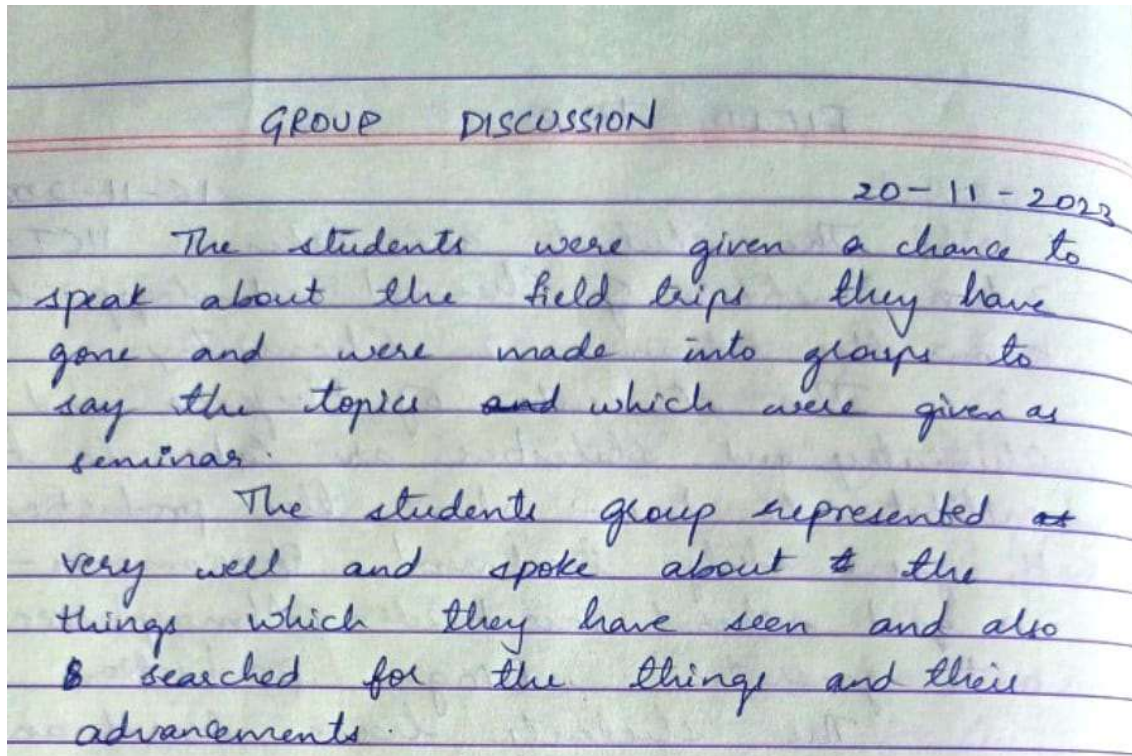 GROUP DISCUSSION
20-11-2023
The students were given a chance to
speak about the field trips they have
gone and were made into groups to
say the topics which were given as
seminar.
The students group represented
very well and spoke about the
things which they have seen and also
searched for the things and their
advancements.